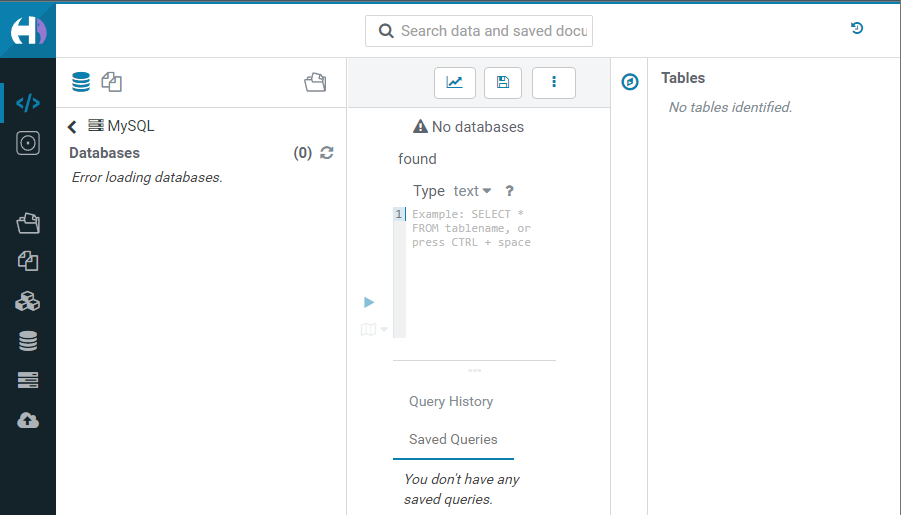 Search data and saved docu
MySQL
Databases (0)
Error loading databases.
No databases
found
Type text ?
1 Example: SELECT *
FROM tablename, or
press CTRL + space
Query History
Saved Queries
You don't have any
saved queries.
Tables
No tables identified.